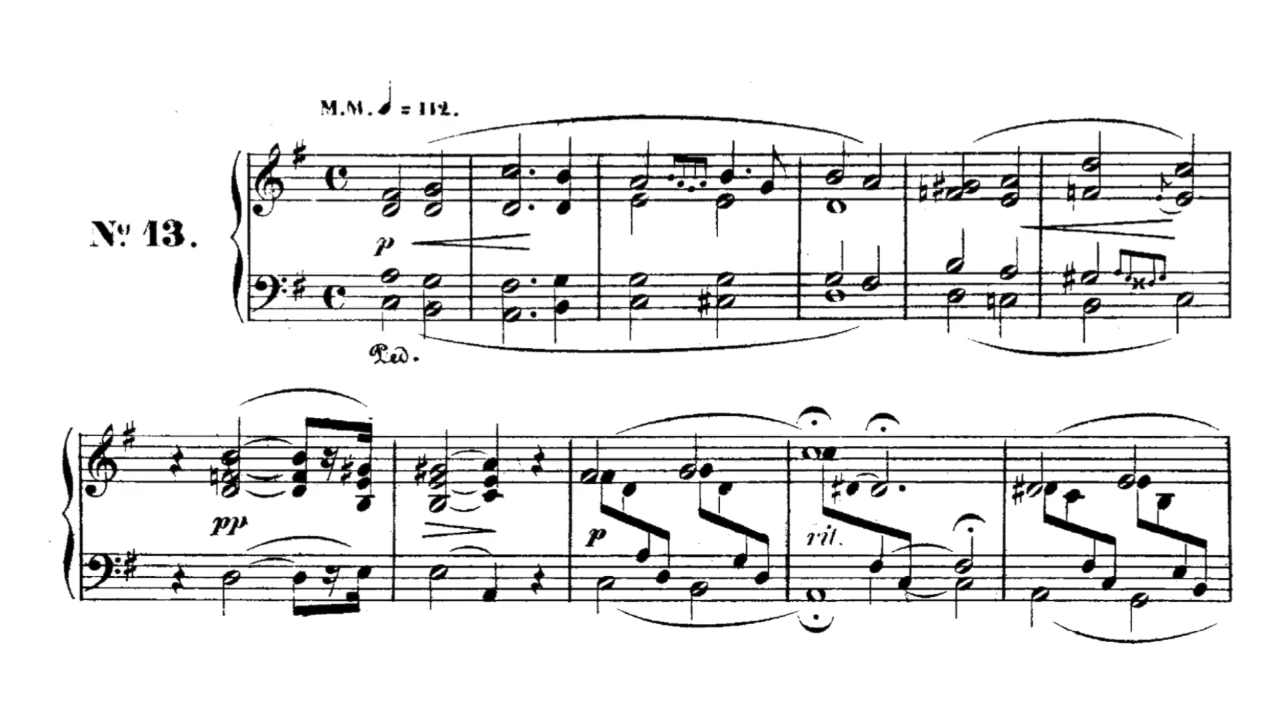 M.M. ♩ = 112.
Nº 13.
p
Ped.
pp
p
rit.